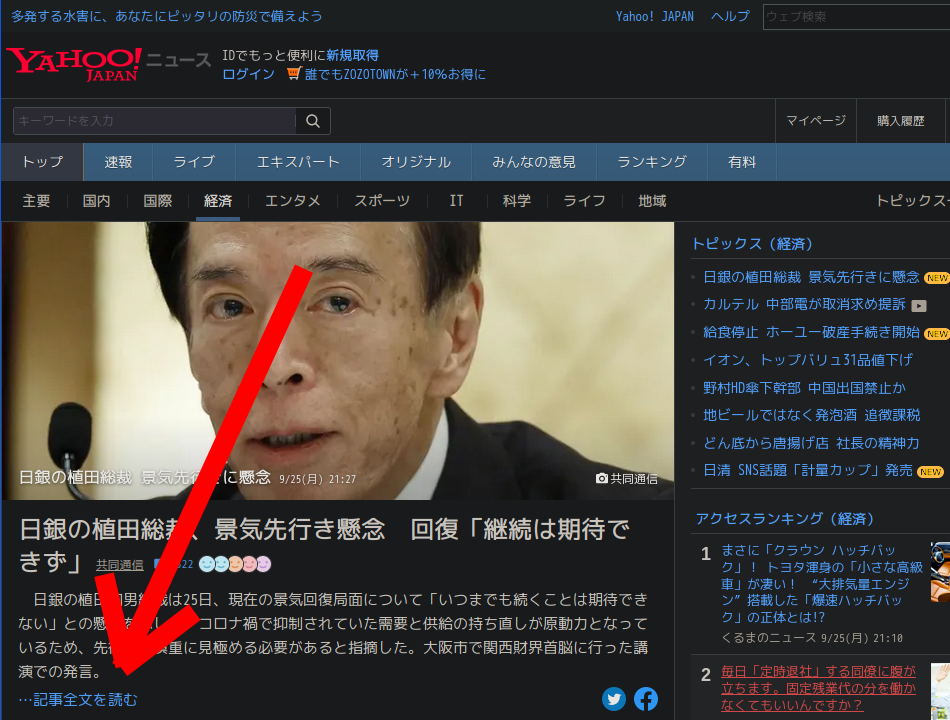 多発する水害に、あなたにピッタリの防災で備えよう
Yahoo! JAPAN ヘルプ
ウェブ検索
YAHOO! JAPAN ニュース
IDでもっと便利に新規取得
ログイン 誰でもZOZOTOWNが＋10％お得に
キーワードを入力
マイページ 購入履歴
トップ 速報 ライブ エキスパート オリジナル みんなの意見 ランキング 有料
主要 国内 国際 経済 エンタメ スポーツ IT 科学 ライフ 地域 トピックス
日銀の植田総裁 景気先行きに懸念 9/25(月) 21:27
共同通信
日銀の植田総裁、景気先行き懸念　回復「継続は期待で
きず」 共同通信 22
日銀の植田 男総裁は25日、現在の景気回復局面について「いつまでも続くことは期待でき
ない」との懸 を コロナ禍で抑制されていた需要と供給の持ち直しが原動力となって
いるため、先 重に見極める必要があると指摘した。大阪市で関西財界首脳に行った講
演での発言。
…記事全文を読む
トピックス（経済）
日銀の植田総裁 景気先行きに懸念 NEW
カルテル 中部電が取消求め提訴
給食停止 ホーユー破産手続き開始 NEW
イオン、トップバリュ31品値下げ
野村HD傘下幹部 中国出国禁止か
地ビールではなく発泡酒 追徴課税
どん底から唐揚げ店 社長の精神力
日清 SNS話題「計量カップ」発売 NEW
アクセスランキング（経済）
1
まさに「クラウン ハッチバッ
ク」！ トヨタ渾身の「小さな高級
車」が凄い！ “大排気量エンジ
ン”搭載した「爆速ハッチバッ
ク」の正体とは!?
くるまのニュース 9/25(月) 21:10
2
毎日「定時退社」する同僚に腹が
立ちます。固定残業代の分を働か
なくてもいいんですか？